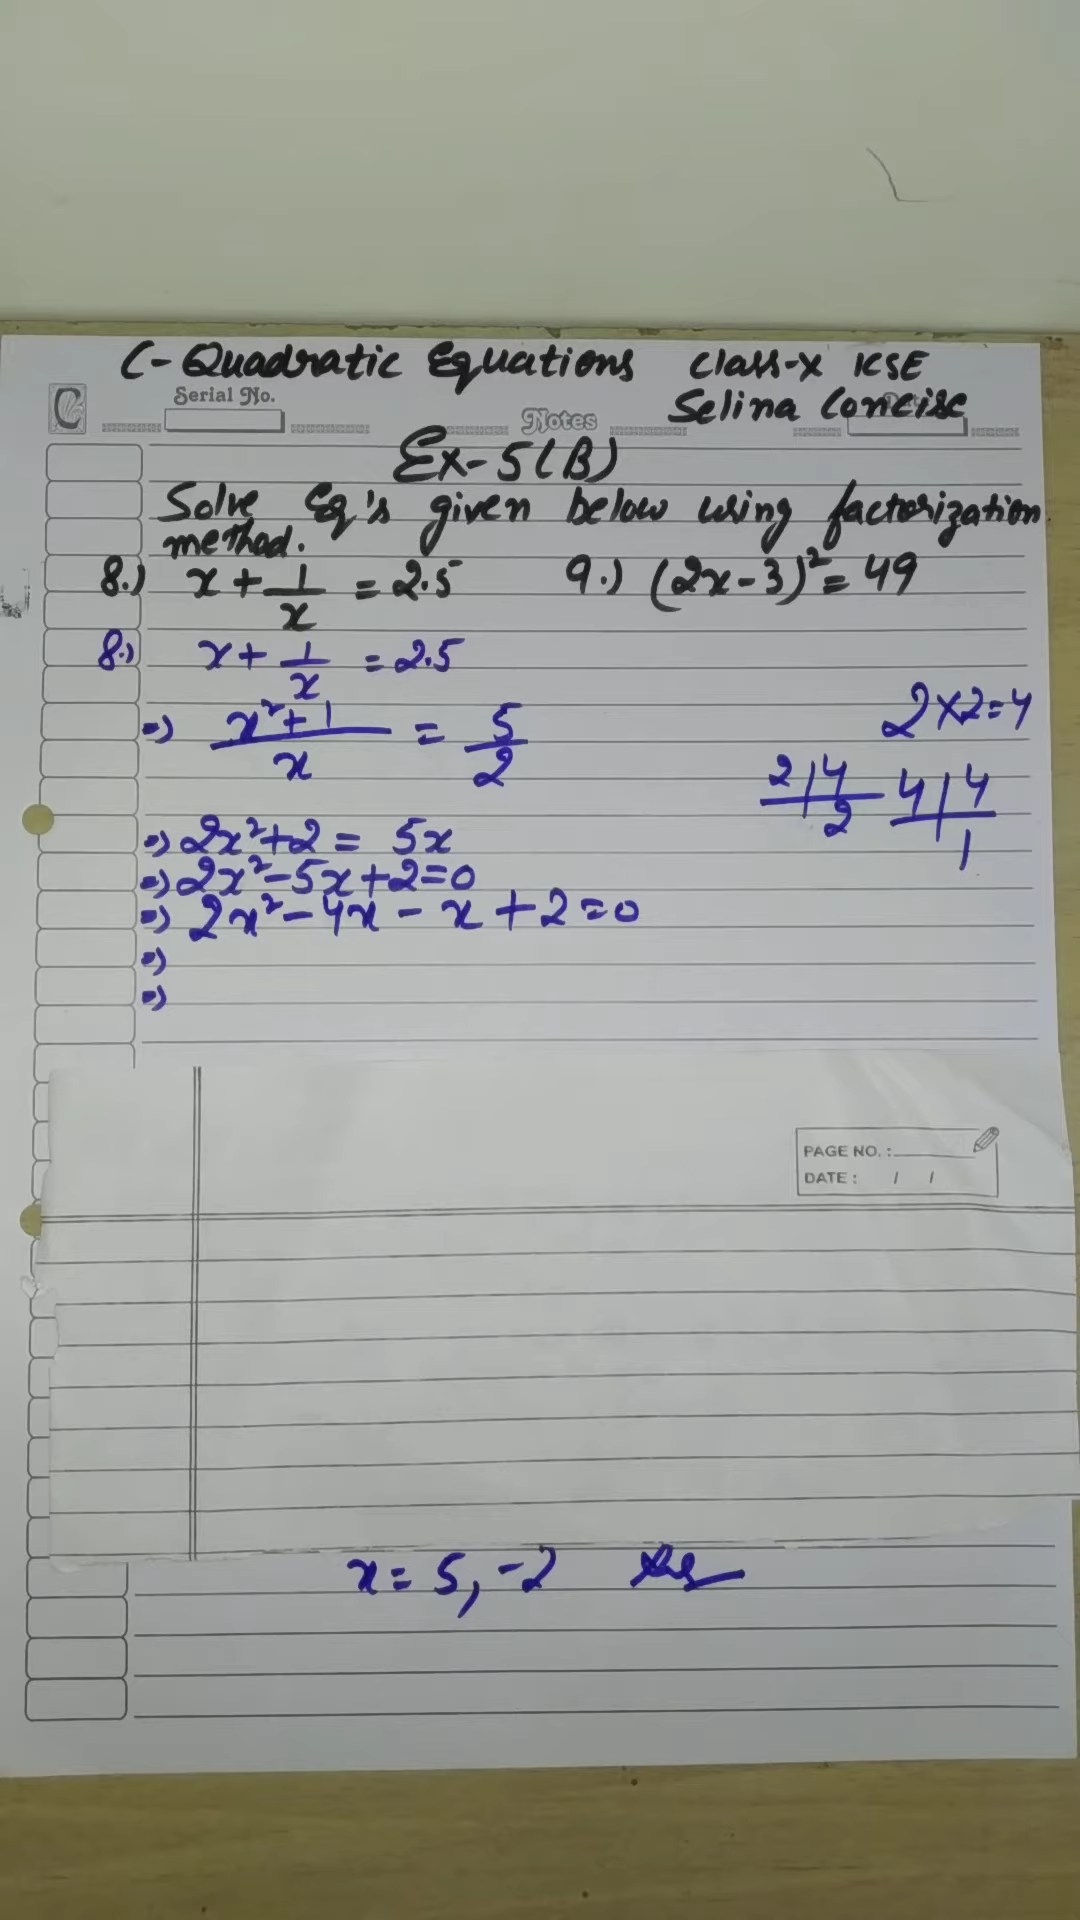 C- Quadratic Equations Class-X ICSE
Serial No.
C
Notes
Selina Concise
Ex-5(B)
Solve Eq's given below using factorization
method.
8.) x + 1/x = 2.5 9.) (2x-3)² = 49
8.) x + 1/x = 2.5
⇒) x²+1/x = 5/2
2×2=4
2|4 4|4
2 1
⇒) 2x²+2 = 5x
⇒) 2x²-5x+2=0
⇒) 2x²-4x-x+2=0
⇒)
⇒)
PAGE NO.:
DATE: / /
x = 5, -2 Ans